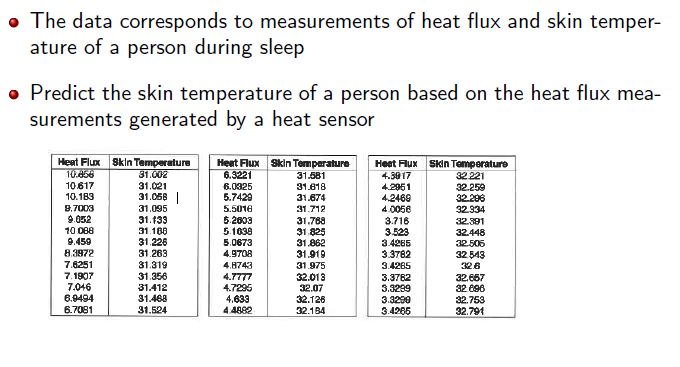 The data corresponds to measurements of heat flux and skin temper-
ature of a person during sleep
Predict the skin temperature of a person based on the heat flux mea-
surements generated by a heat sensor
Heat Flux Skin Temperature Heat Flux Skin Temperature Heat Flux Skin Temperature
10.858 31.002 6.3221 31.581 4.3917 32.221
10.617 31.021 6.0325 31.618 4.2951 32.259
10.183 31.058 5.7429 31.674 4.2469 32.296
9.7003 31.095 5.5016 31.712 4.0056 32.334
9.652 31.133 5.2603 31.768 3.716 32.391
10.086 31.188 5.1638 31.825 3.523 32.448
9.459 31.226 5.0673 31.862 3.4265 32.505
8.3972 31.263 4.9708 31.919 3.3782 32.543
7.6251 31.319 4.8743 31.975 3.4265 32.6
7.1907 31.356 4.7777 32.013 3.3782 32.657
7.046 31.412 4.7295 32.07 3.3299 32.696
6.9494 31.468 4.633 32.126 3.3299 32.753
6.7081 31.524 4.4882 32.164 3.4265 32.791